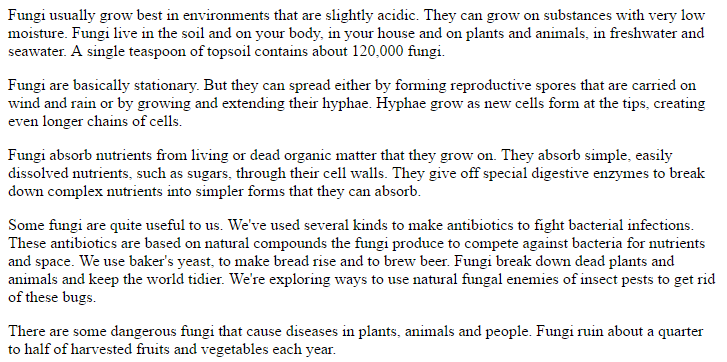 Fungi usually grow best in environments that are slightly acidic. They can grow on substances with very low
moisture. Fungi live in the soil and on your body, in your house and on plants and animals, in freshwater and
seawater. A single teaspoon of topsoil contains about 120,000 fungi.
Fungi are basically stationary. But they can spread either by forming reproductive spores that are carried on
wind and rain or by growing and extending their hyphae. Hyphae grow as new cells form at the tips, creating
even longer chains of cells.
Fungi absorb nutrients from living or dead organic matter that they grow on. They absorb simple, easily
dissolved nutrients, such as sugars, through their cell walls. They give off special digestive enzymes to break
down complex nutrients into simpler forms that they can absorb.
Some fungi are quite useful to us. We've used several kinds to make antibiotics to fight bacterial infections.
These antibiotics are based on natural compounds the fungi produce to compete against bacteria for nutrients
and space. We use baker's yeast, to make bread rise and to brew beer. Fungi break down dead plants and
animals and keep the world tidier. We're exploring ways to use natural fungal enemies of insect pests to get rid
of these bugs.
There are some dangerous fungi that cause diseases in plants, animals and people. Fungi ruin about a quarter
to half of harvested fruits and vegetables each year.